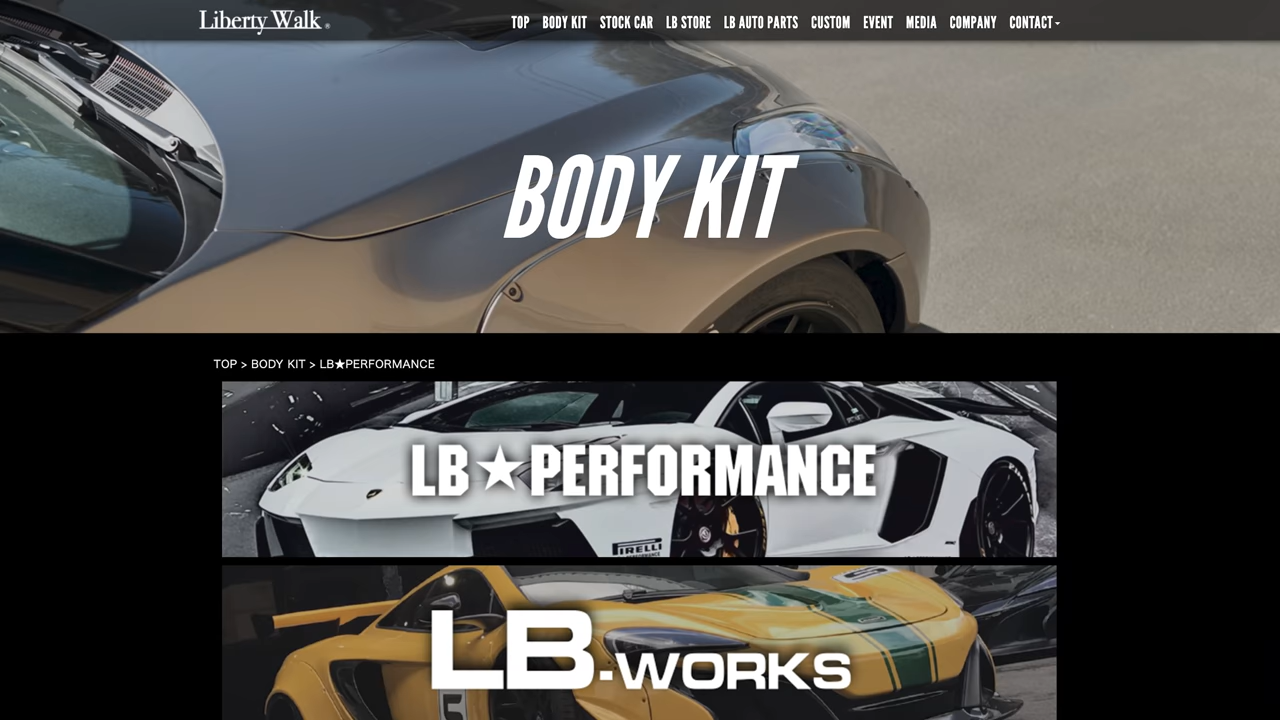 Liberty Walk ®
TOP BODY KIT STOCK CAR LB STORE LB AUTO PARTS CUSTOM EVENT MEDIA COMPANY CONTACT
BODY KIT
TOP > BODY KIT > LB★PERFORMANCE
LB★PERFORMANCE
PIRELLI
LB-WORKS
5